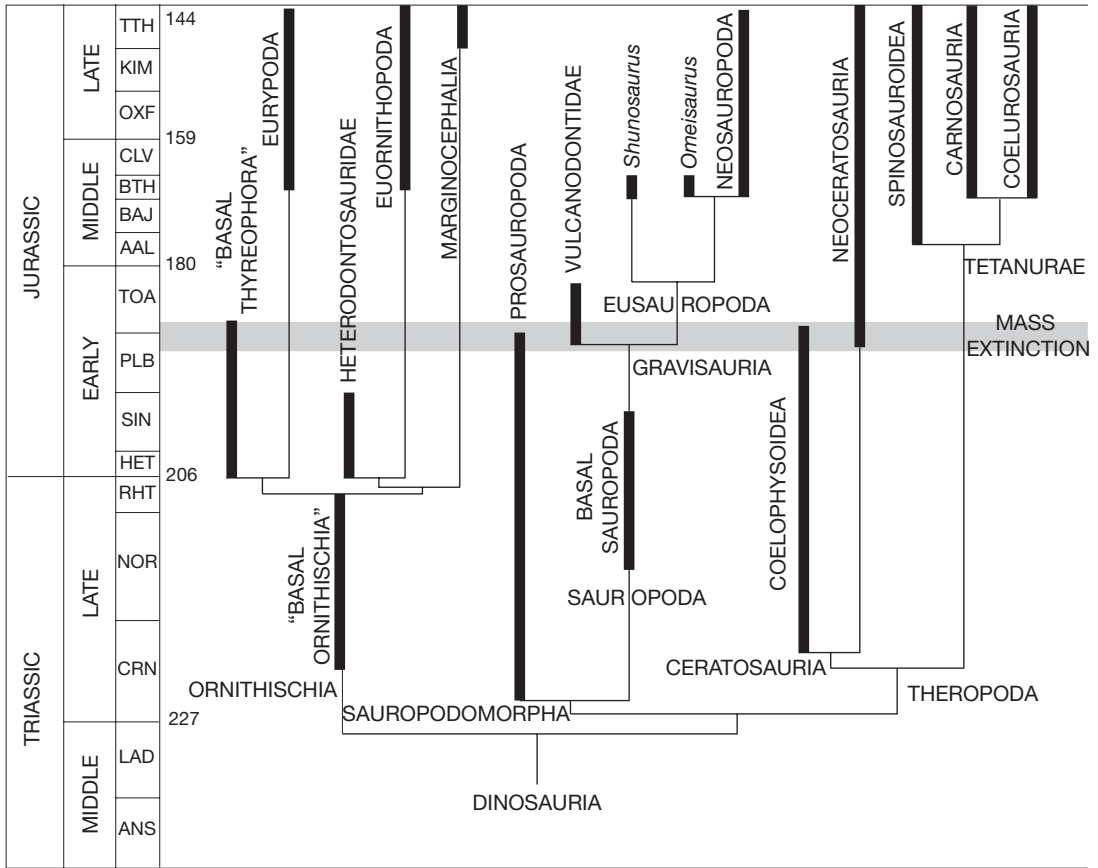 JURASSIC
TRIASSIC
LATE
MIDDLE
EARLY
LATE
MIDDLE
TTH
KIM
OXF
CLV
BTH
BAJ
AAL
TOA
PLB
SIN
HET
RHT
NOR
CRN
LAD
ANS
144
159
180
206
227
“BASAL
THYREOPHORA”
EURYPODA
HETERODONTOSAURIDAE
EUORNITHOPODA
MARGINOCEPHALIA
PROSAUROPODA
VULCANODONTIDAE
Shunosaurus
Omeisaurus
NEOSAUROPODA
NEOCERATOSAURIA
SPINOSAUROIDEA
CARNOSAURIA
COELUROSAURIA
TETANURAE
EUSAUROPODA
MASS
EXTINCTION
GRAVISAURIA
BASAL
SAUROPODA
COELOPHYSOIDEA
“BASAL
ORNITHISCHIA”
SAUROPODA
CERATOSAURIA
ORNITHISCHIA
THEROPODA
SAUROPODOMORPHA
DINOSAURIA